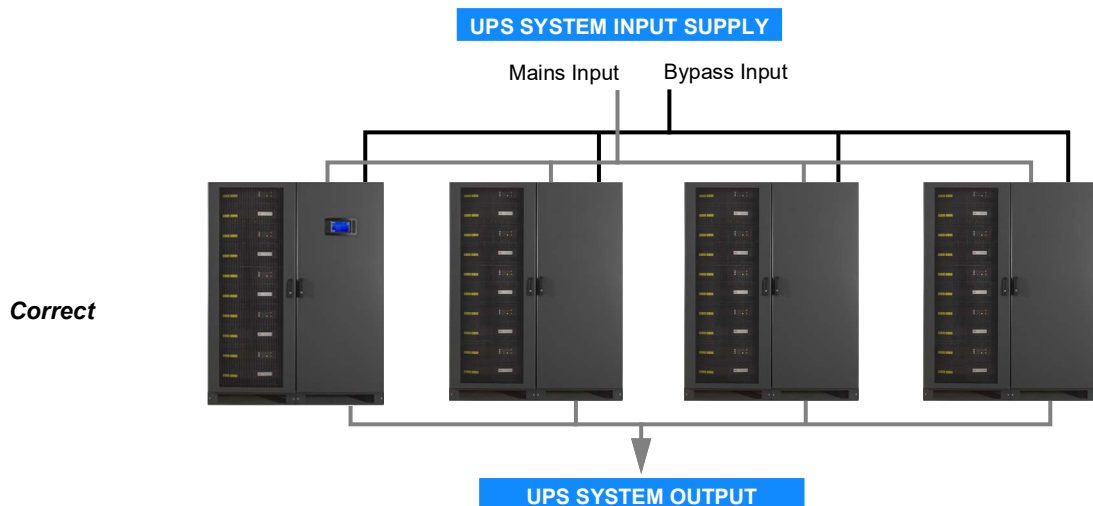 UPS SYSTEM INPUT SUPPLY
Mains Input Bypass Input
Correct
UPS SYSTEM OUTPUT